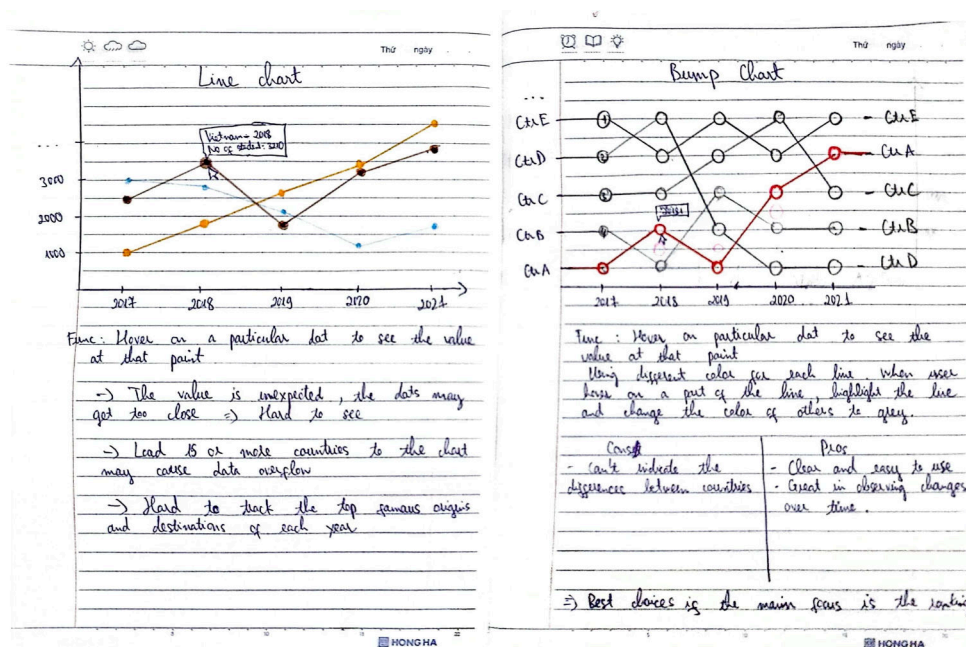 Thứ ngày
Line chart
Vietnam - 2018
No of student: 3200
...
3000
2000
1000
2017 2018 2019 2020 2021
Func: Hover on a particular dot to see the value
at that point
-> The value is unexpected, the dots may
got too close => Hard to see
-> Load 15 or more countries to the chart
may cause data overflow
-> Hard to track the top famous origins
and destinations of each year
HONG HA
Thứ ngày
Bump Chart
...
Ctr E - Ctr E
Ctr D - Ctr A
Ctr C - Ctr C
Ctr B - Ctr B
Ctr A - Ctr D
2017 2018 2019 2020 2021
Func: Hover on particular dot to see the
value at that point
Using different color for each line. When user
hover on a part of the line, highlight the line
and change the color of others to grey.
Cons
- Can't indicate the
differences between countries
Pros
- Clear and easy to use
- Great in observing changes
over time.
=> Best choices if the main focus is the
HONG HA